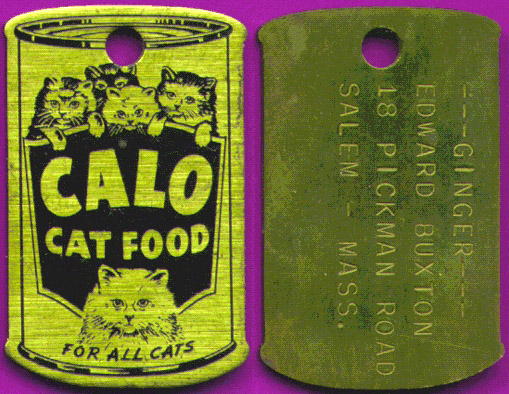 CALO
CAT FOOD
FOR ALL CATS
---GINGER---
EDWARD BUXTON
18 PICKMAN ROAD
SALEM - MASS.